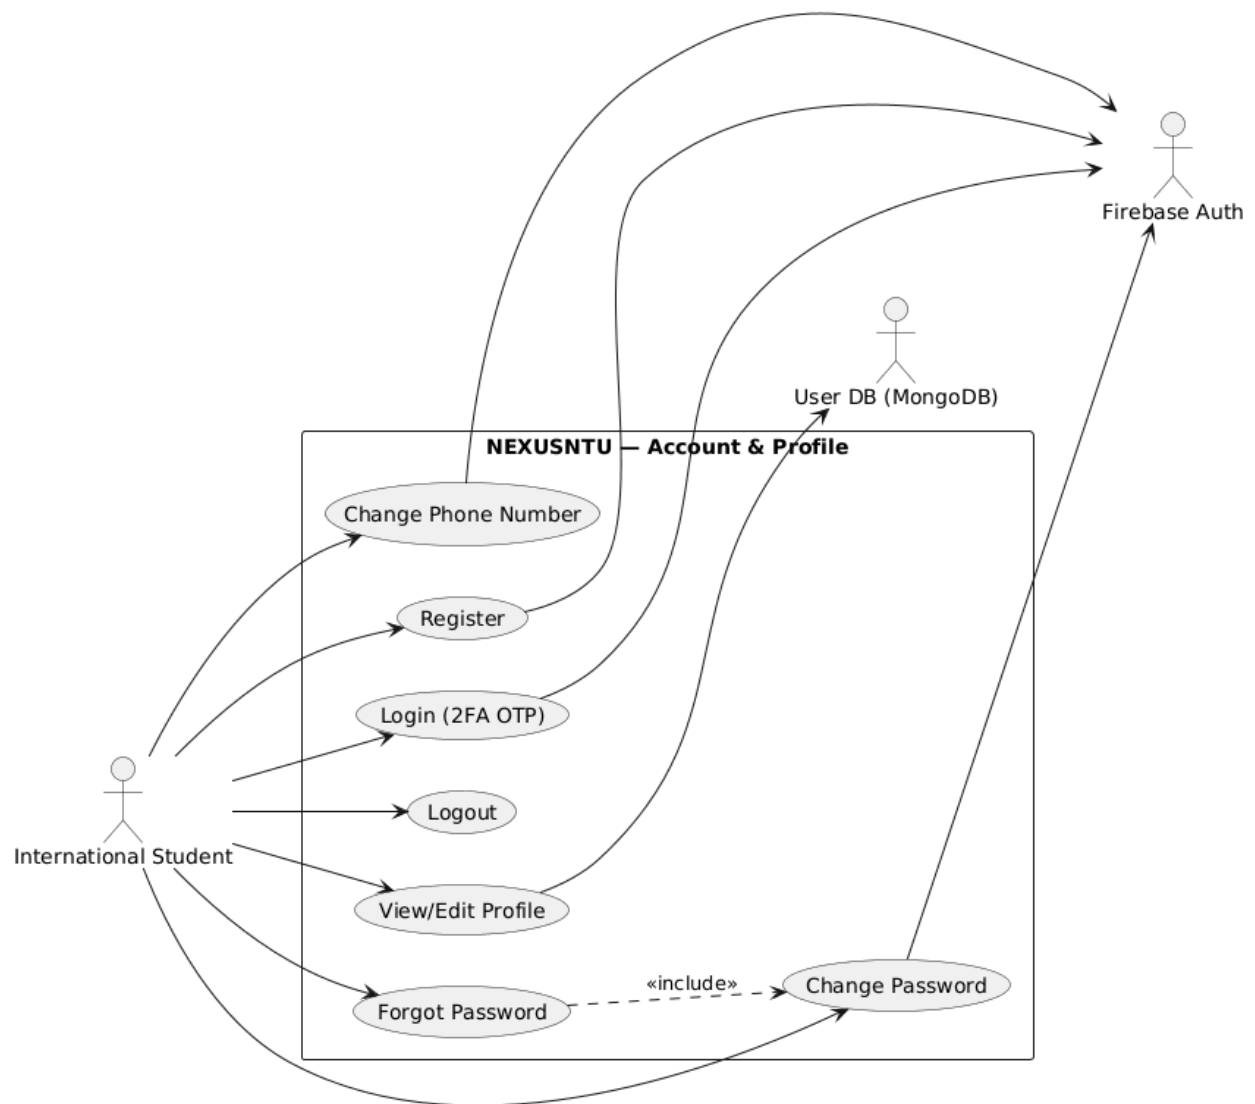 Firebase Auth
User DB (MongoDB)
NEXUSNTU — Account & Profile
Change Phone Number
Register
Login (2FA OTP)
Logout
International Student
View/Edit Profile
«include»
Change Password
Forgot Password